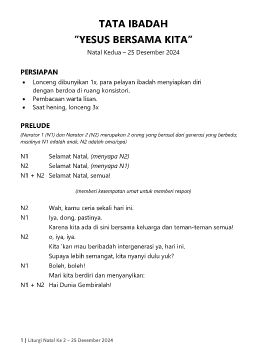 TATA IBADAH
“YESUS BERSAMA KITA”
Natal Kedua – 25 Desember 2024
PERSIAPAN
• Lonceng dibunyikan 1x, para pelayan ibadah menyiapkan diri
dengan berdoa di ruang konsistori.
• Pembacaan warta lisan.
• Saat hening, lonceng 3x
PRELUDE
(Narator 1 (N1) dan Narator 2 (N2) merupakan 2 orang yang berasal dari generasi yang berbeda;
misalnya N1 adalah anak; N2 adalah oma/opa)
N1 Selamat Natal, (menyapa N2)
N2 Selamat Natal, (menyapa N1)
N1 + N2 Selamat Natal, semua!
(memberi kesempatan umat untuk memberi respon)
N2 Wah, kamu ceria sekali hari ini.
N1 Iya, dong, pastinya.
Karena kita ada di sini bersama keluarga dan teman-teman semua!
N2 o, iya, iya.
Kita ‘kan mau beribadah intergenerasi ya, hari ini.
Supaya lebih semangat, kita nyanyi dulu yuk?
N1 Boleh, boleh!
Mari kita berdiri dan menyanyikan:
N1 + N2 Hai Dunia Gembiralah!
1 | Liturgi Natal Ke 2 – 25 Desember 2024